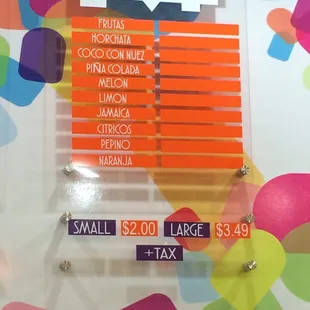 FRUTAS
HORCHATA
COCO CON NUEZ
PIÑA COLADA
MELON
LIMON
JAMAICA
CITRICOS
PEPINO
NARANJA
SMALL $2.00 LARGE $3.49
+TAX